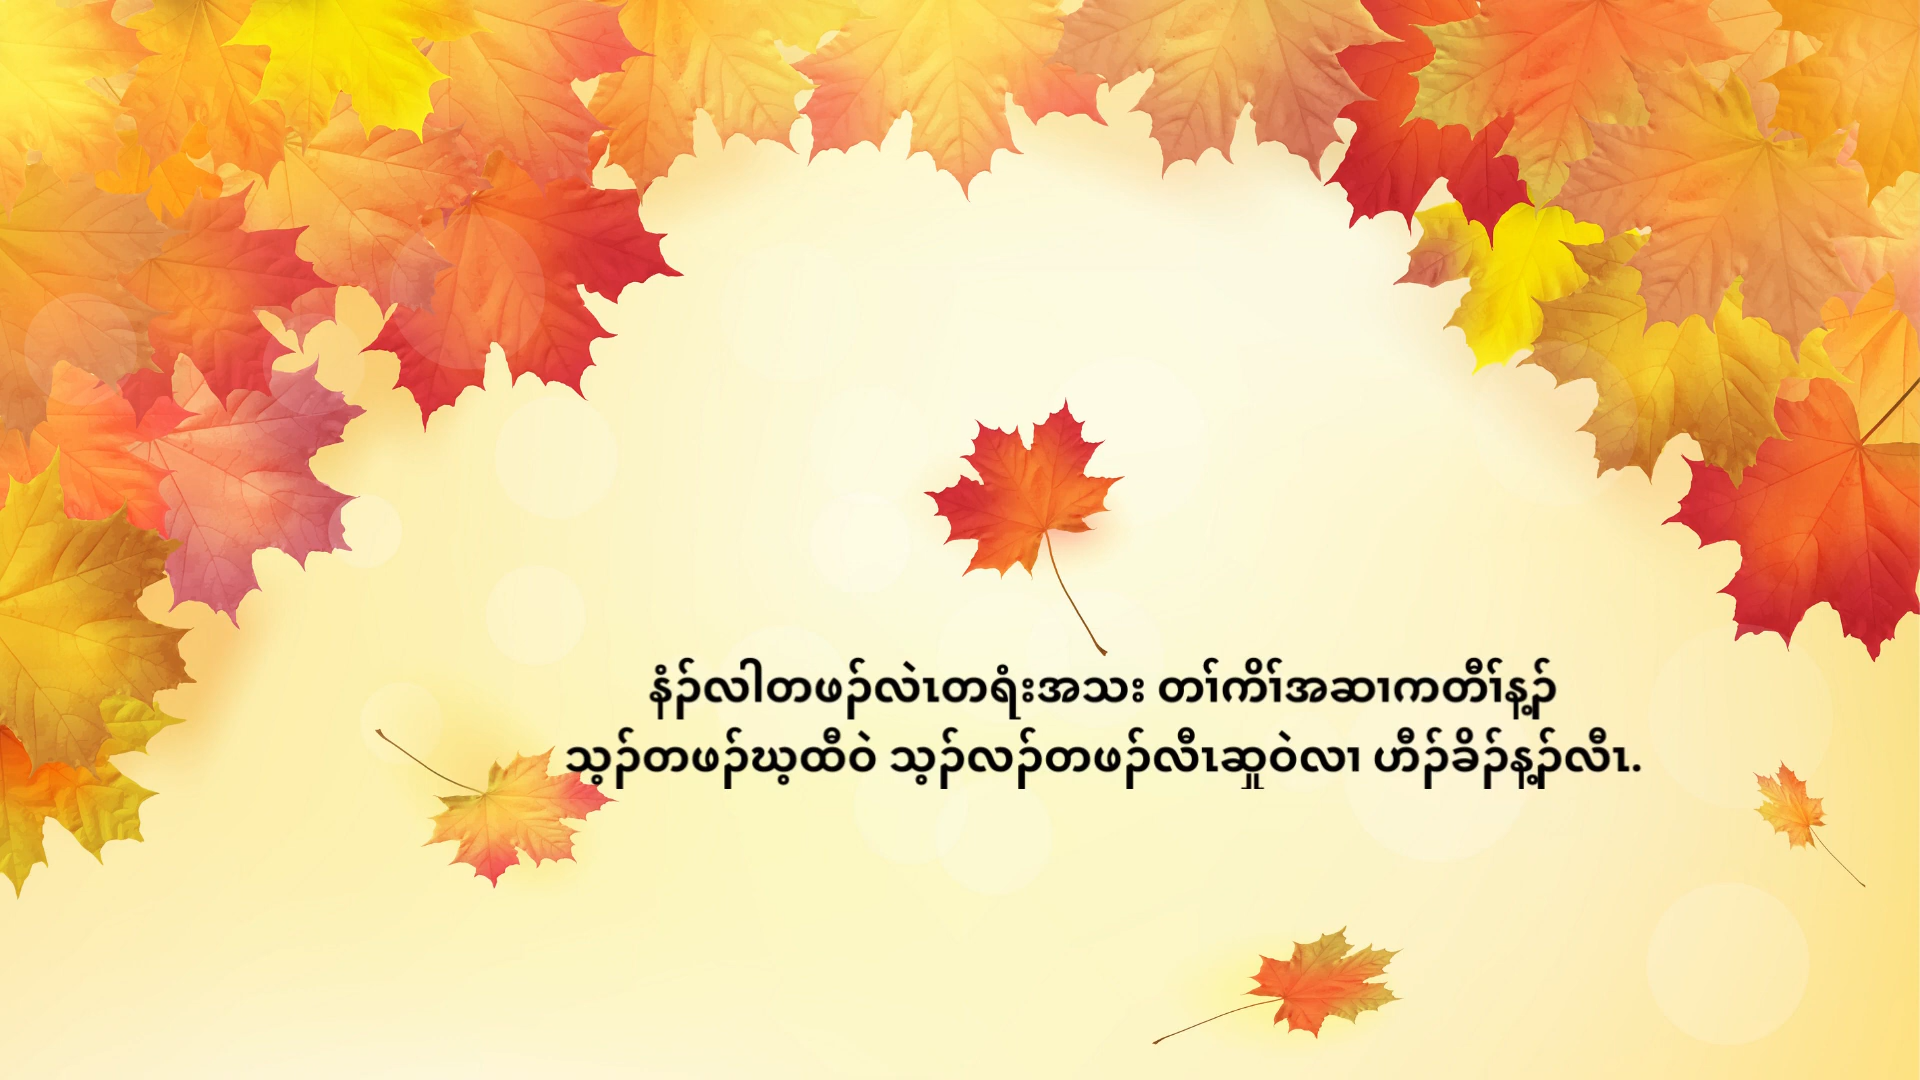 နံၣ်လါတဖၣ်လဲၤတရံးအသး တၢ်ကိၢ်အဆၢကတီၢ်န့ၣ်
သ့ၣ်တဖၣ်ဃ့ထီဝဲ သ့ၣ်လၣ်တဖၣ်လီၤဆူဝဲလၢ ဟီၣ်ခိၣ်န့ၣ်လီၤ.